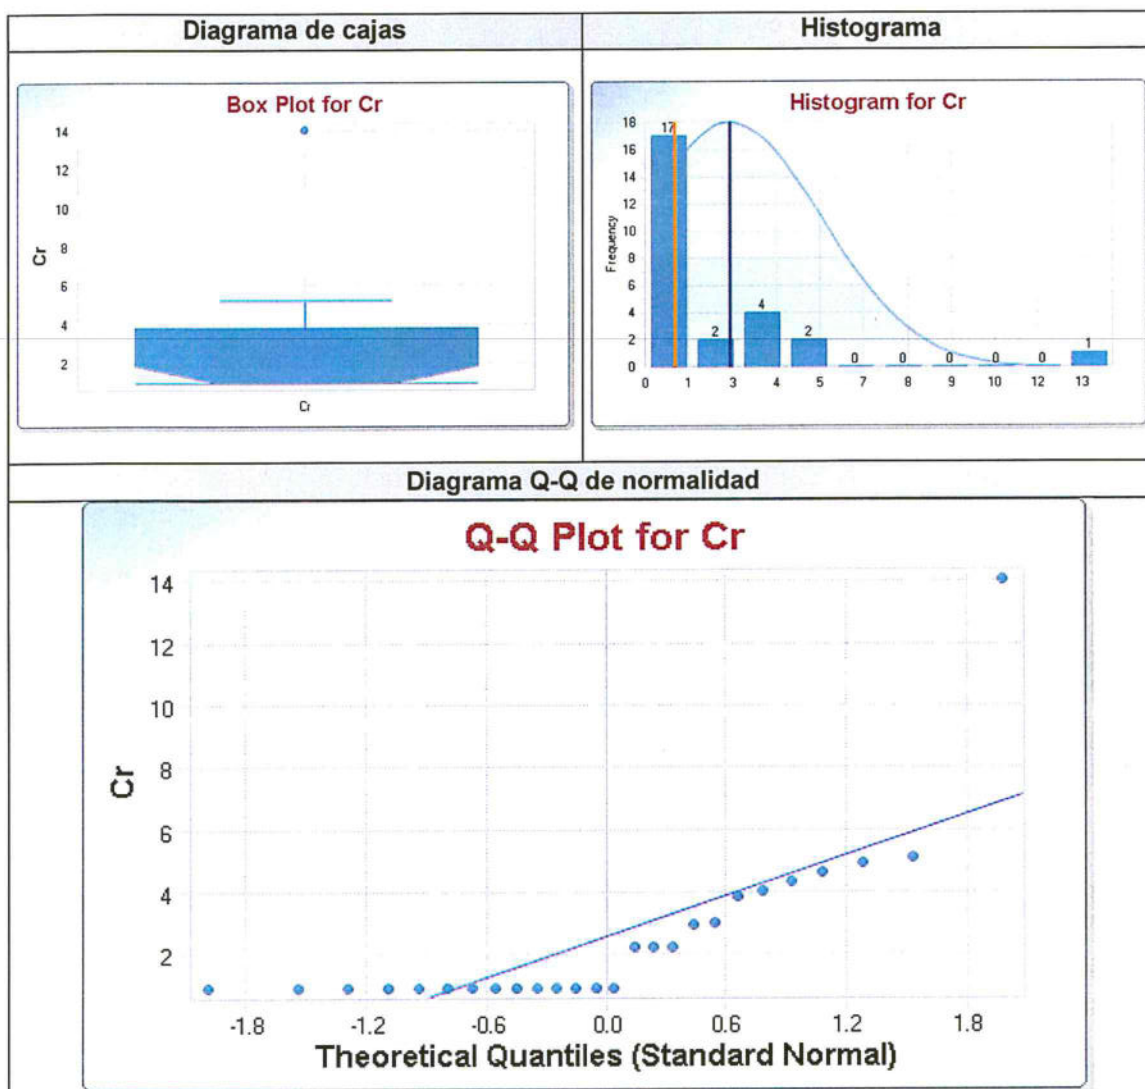 Diagrama de cajas
Histograma
Box Plot for Cr
14
12
10
8
6
4
2
Cr
Cr
Histogram for Cr
18
16
14
12
10
8
6
4
2
0
Frequency
17
2
4
2
0
0
0
0
0
1
0 1 3 4 5 7 8 9 10 12 13
Diagrama Q-Q de normalidad
Q-Q Plot for Cr
14
12
10
8
6
4
2
Cr
-1.8 -1.2 -0.6 0.0 0.6 1.2 1.8
Theoretical Quantiles (Standard Normal)